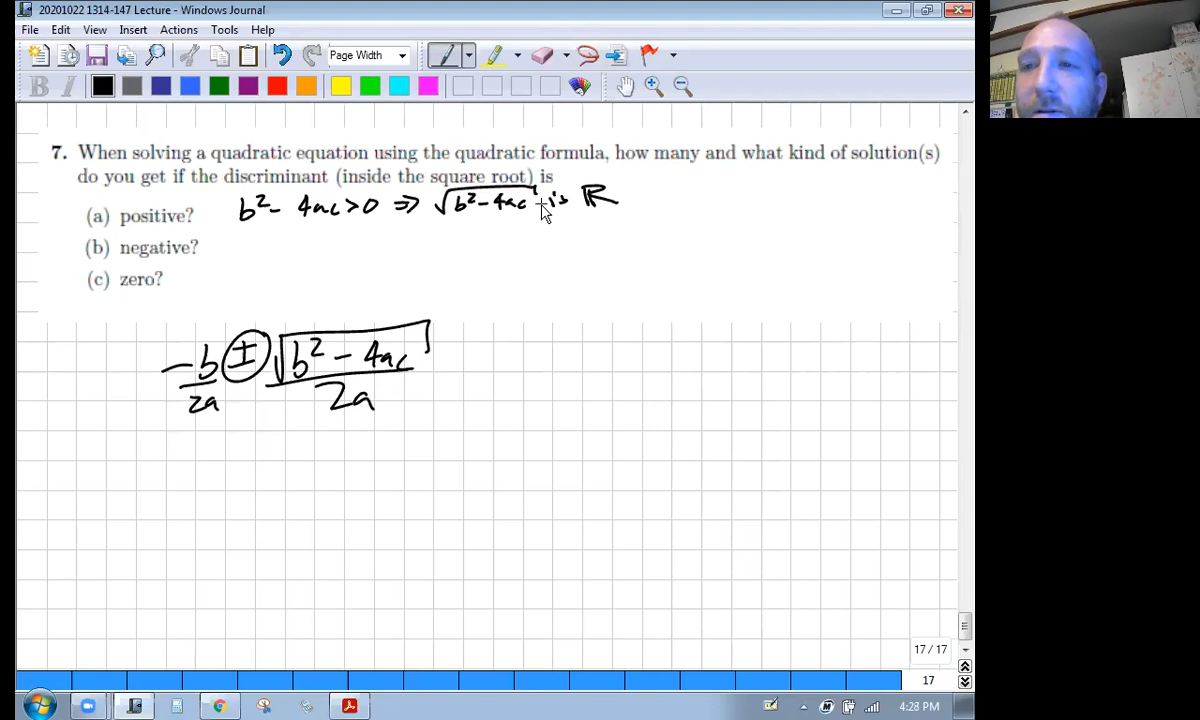 20201022 1314-147 Lecture - Windows Journal
File Edit View Insert Actions Tools Help
Page Width
B I
7. When solving a quadratic equation using the quadratic formula, how many and what kind of solution(s)
do you get if the discriminant (inside the square root) is
(a) positive? b² - 4ac > 0 ⇒ √b² - 4ac is ℝ
(b) negative?
(c) zero?
-b ± √b² - 4ac
2a 2a
17 / 17
17
4:28 PM